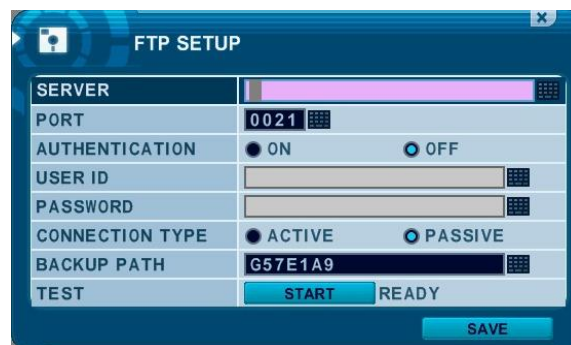 FTP SETUP
SERVER
PORT 0021
AUTHENTICATION ON OFF
USER ID
PASSWORD
CONNECTION TYPE ACTIVE PASSIVE
BACKUP PATH G57E1A9
TEST START READY
SAVE